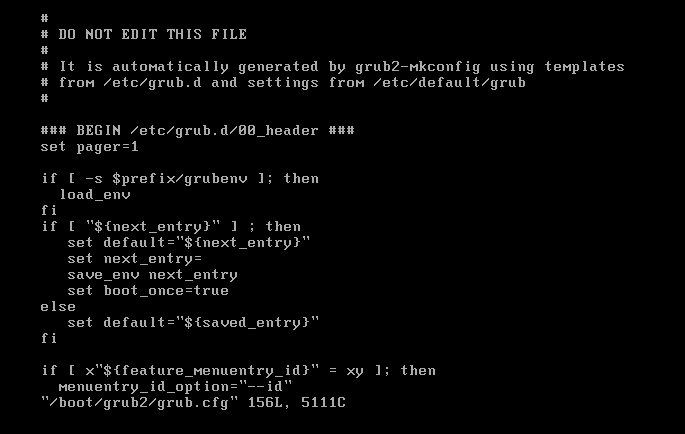 #
# DO NOT EDIT THIS FILE
#
# It is automatically generated by grub2-mkconfig using templates
# from /etc/grub.d and settings from /etc/default/grub
#
### BEGIN /etc/grub.d/00_header ###
set pager=1
if [ -s $prefix/grubenv ]; then
  load_env
fi
if [ "${next_entry}" ] ; then
   set default="${next_entry}"
   set next_entry=
   save_env next_entry
   set boot_once=true
else
   set default="${saved_entry}"
fi
if [ x"${feature_menuentry_id}" = xy ]; then
  menuentry_id_option="--id"
"/boot/grub2/grub.cfg" 156L, 5111C